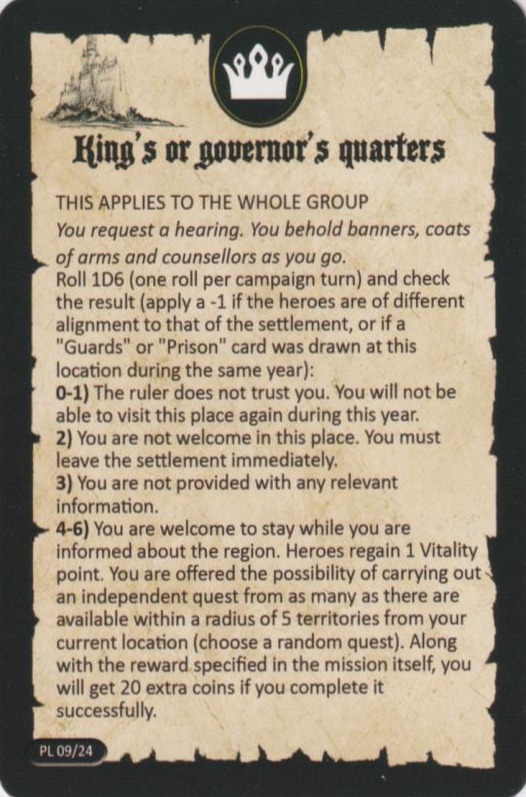 King's or governor's quarters
THIS APPLIES TO THE WHOLE GROUP
You request a hearing. You behold banners, coats
of arms and counsellors as you go.
Roll 1D6 (one roll per campaign turn) and check
the result (apply a -1 if the heroes are of different
alignment to that of the settlement, or if a
"Guards" or "Prison" card was drawn at this
location during the same year):
0-1) The ruler does not trust you. You will not be
able to visit this place again during this year.
2) You are not welcome in this place. You must
leave the settlement immediately.
3) You are not provided with any relevant
information.
4-6) You are welcome to stay while you are
informed about the region. Heroes regain 1 Vitality
point. You are offered the possibility of carrying out
an independent quest from as many as there are
available within a radius of 5 territories from your
current location (choose a random quest). Along
with the reward specified in the mission itself, you
will get 20 extra coins if you complete it
successfully.
PL 09/24